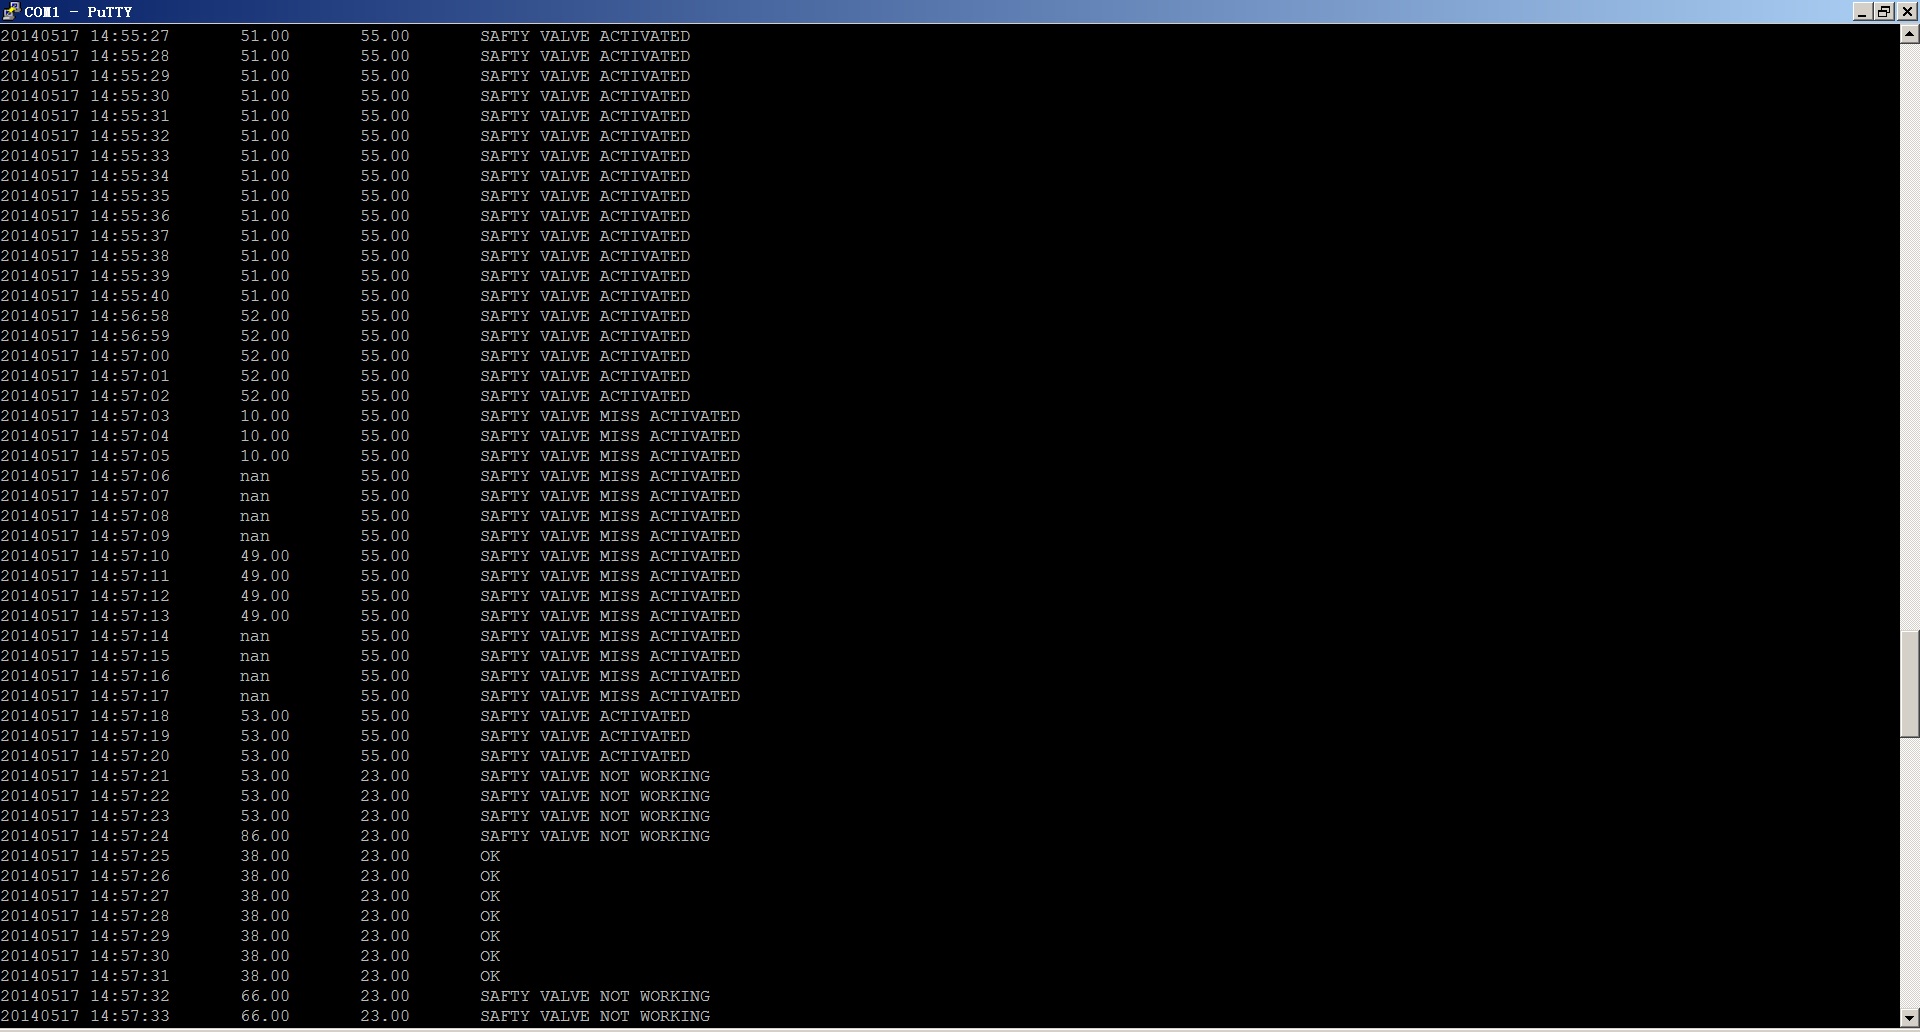 COM1 - PuTTY
20140517 14:55:27 51.00 55.00 SAFTY VALVE ACTIVATED
20140517 14:55:28 51.00 55.00 SAFTY VALVE ACTIVATED
20140517 14:55:29 51.00 55.00 SAFTY VALVE ACTIVATED
20140517 14:55:30 51.00 55.00 SAFTY VALVE ACTIVATED
20140517 14:55:31 51.00 55.00 SAFTY VALVE ACTIVATED
20140517 14:55:32 51.00 55.00 SAFTY VALVE ACTIVATED
20140517 14:55:33 51.00 55.00 SAFTY VALVE ACTIVATED
20140517 14:55:34 51.00 55.00 SAFTY VALVE ACTIVATED
20140517 14:55:35 51.00 55.00 SAFTY VALVE ACTIVATED
20140517 14:55:36 51.00 55.00 SAFTY VALVE ACTIVATED
20140517 14:55:37 51.00 55.00 SAFTY VALVE ACTIVATED
20140517 14:55:38 51.00 55.00 SAFTY VALVE ACTIVATED
20140517 14:55:39 51.00 55.00 SAFTY VALVE ACTIVATED
20140517 14:55:40 51.00 55.00 SAFTY VALVE ACTIVATED
20140517 14:56:58 52.00 55.00 SAFTY VALVE ACTIVATED
20140517 14:56:59 52.00 55.00 SAFTY VALVE ACTIVATED
20140517 14:57:00 52.00 55.00 SAFTY VALVE ACTIVATED
20140517 14:57:01 52.00 55.00 SAFTY VALVE ACTIVATED
20140517 14:57:02 52.00 55.00 SAFTY VALVE ACTIVATED
20140517 14:57:03 10.00 55.00 SAFTY VALVE MISS ACTIVATED
20140517 14:57:04 10.00 55.00 SAFTY VALVE MISS ACTIVATED
20140517 14:57:05 10.00 55.00 SAFTY VALVE MISS ACTIVATED
20140517 14:57:06 nan 55.00 SAFTY VALVE MISS ACTIVATED
20140517 14:57:07 nan 55.00 SAFTY VALVE MISS ACTIVATED
20140517 14:57:08 nan 55.00 SAFTY VALVE MISS ACTIVATED
20140517 14:57:09 nan 55.00 SAFTY VALVE MISS ACTIVATED
20140517 14:57:10 49.00 55.00 SAFTY VALVE MISS ACTIVATED
20140517 14:57:11 49.00 55.00 SAFTY VALVE MISS ACTIVATED
20140517 14:57:12 49.00 55.00 SAFTY VALVE MISS ACTIVATED
20140517 14:57:13 49.00 55.00 SAFTY VALVE MISS ACTIVATED
20140517 14:57:14 nan 55.00 SAFTY VALVE MISS ACTIVATED
20140517 14:57:15 nan 55.00 SAFTY VALVE MISS ACTIVATED
20140517 14:57:16 nan 55.00 SAFTY VALVE MISS ACTIVATED
20140517 14:57:17 nan 55.00 SAFTY VALVE MISS ACTIVATED
20140517 14:57:18 53.00 55.00 SAFTY VALVE ACTIVATED
20140517 14:57:19 53.00 55.00 SAFTY VALVE ACTIVATED
20140517 14:57:20 53.00 55.00 SAFTY VALVE ACTIVATED
20140517 14:57:21 53.00 23.00 SAFTY VALVE NOT WORKING
20140517 14:57:22 53.00 23.00 SAFTY VALVE NOT WORKING
20140517 14:57:23 53.00 23.00 SAFTY VALVE NOT WORKING
20140517 14:57:24 86.00 23.00 SAFTY VALVE NOT WORKING
20140517 14:57:25 38.00 23.00 OK
20140517 14:57:26 38.00 23.00 OK
20140517 14:57:27 38.00 23.00 OK
20140517 14:57:28 38.00 23.00 OK
20140517 14:57:29 38.00 23.00 OK
20140517 14:57:30 38.00 23.00 OK
20140517 14:57:31 38.00 23.00 OK
20140517 14:57:32 66.00 23.00 SAFTY VALVE NOT WORKING
20140517 14:57:33 66.00 23.00 SAFTY VALVE NOT WORKING